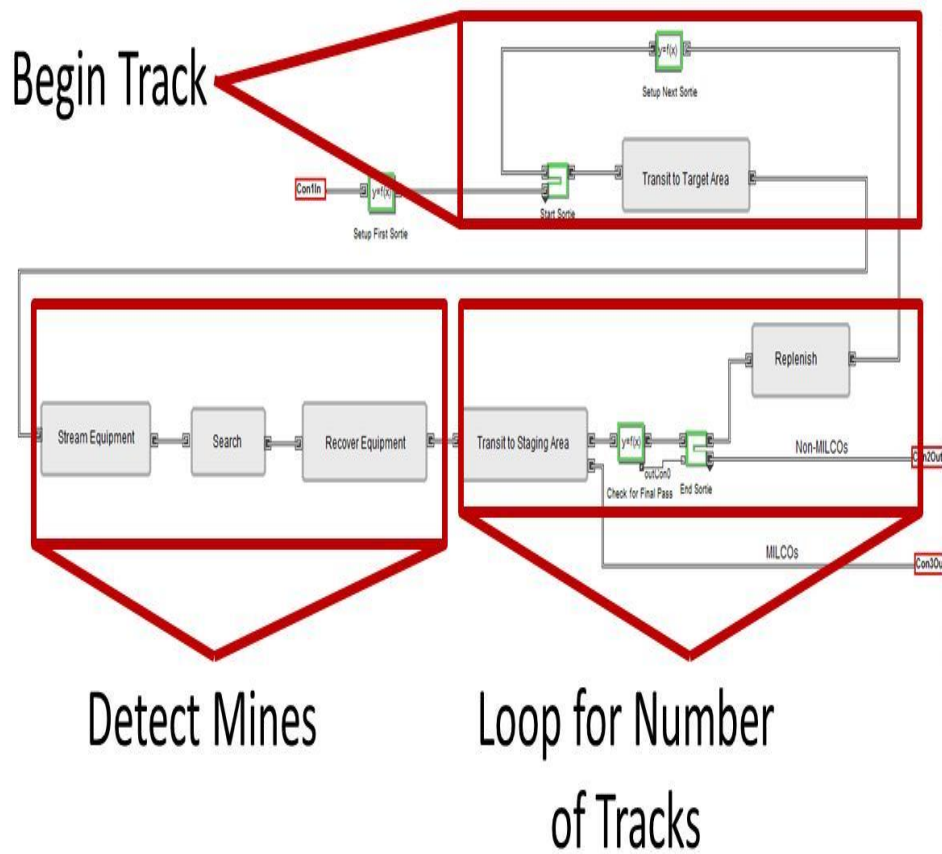 Begin Track
y=f(x)
Setup Next Sortie
Transit to Target Area
Con1In
y=f(x)
Start Sortie
Setup First Sortie
Replenish
Stream Equipment
Search
Recover Equipment
Transit to Staging Area
y=f(x)
Non-MILCOs
Con2Out
outCon0
Check for Final Pass
End Sortie
MILCOs
Con3Ou
Detect Mines
Loop for Number
of Tracks